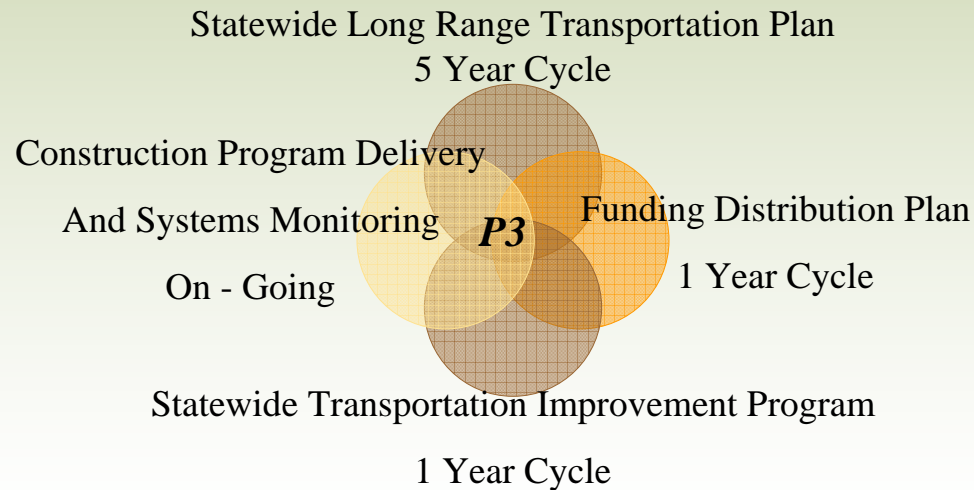 Statewide Long Range Transportation Plan
5 Year Cycle
Construction Program Delivery
And Systems Monitoring
On - Going
P3
Funding Distribution Plan
1 Year Cycle
Statewide Transportation Improvement Program
1 Year Cycle